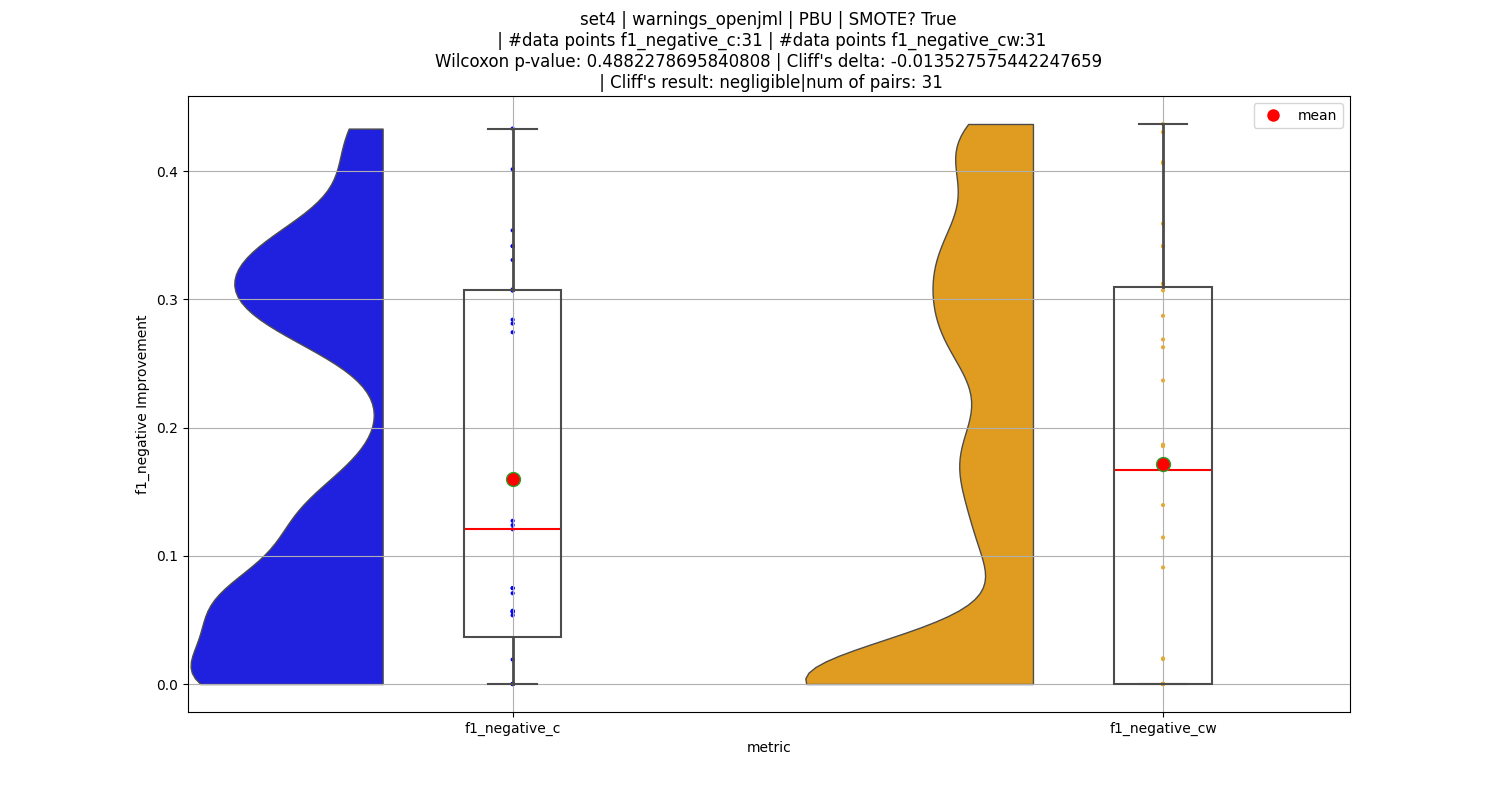 set4 | warnings_openjml | PBU | SMOTE? True
| #data points f1_negative_c:31 | #data points f1_negative_cw:31
Wilcoxon p-value: 0.4882278695840808 | Cliff's delta: -0.013527575442247659
| Cliff's result: negligible|num of pairs: 31
mean
0.4
0.3
0.2
0.1
0.0
f1_negative Improvement
f1_negative_c
f1_negative_cw
metric